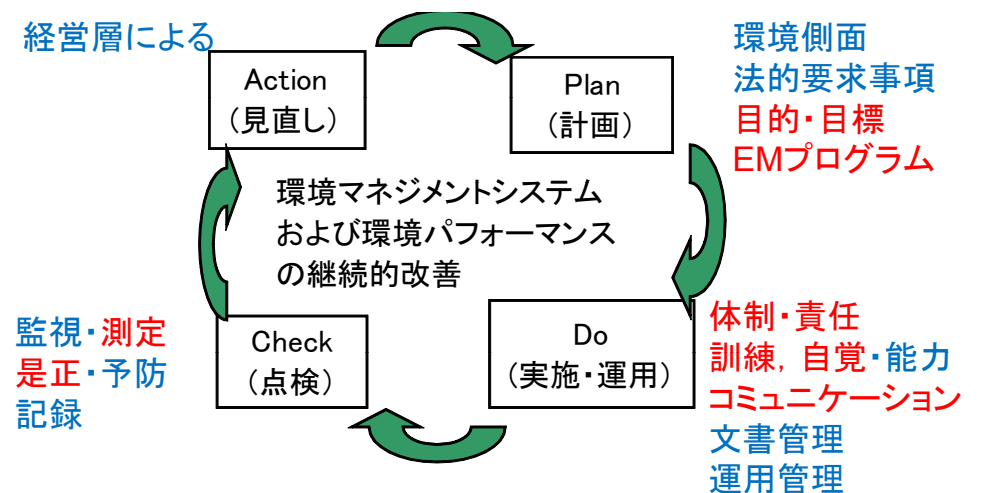 経営層による
Action
(見直し)
Plan
(計画)
環境側面
法的要求事項
目的・目標
EMプログラム
環境マネジメントシステム
および環境パフォーマンス
の継続的改善
監視・測定
是正・予防
記録
Check
(点検)
Do
(実施・運用)
体制・責任
訓練，自覚・能力
コミュニケーション
文書管理
運用管理